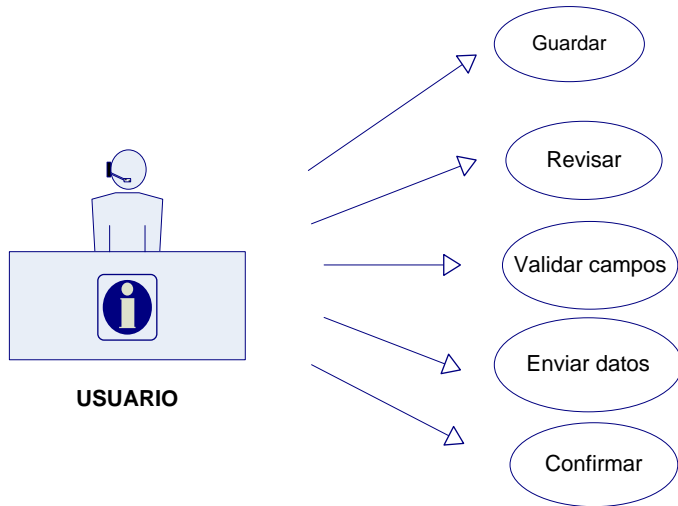 Guardar
Revisar
Validar campos
Enviar datos
Confirmar
USUARIO